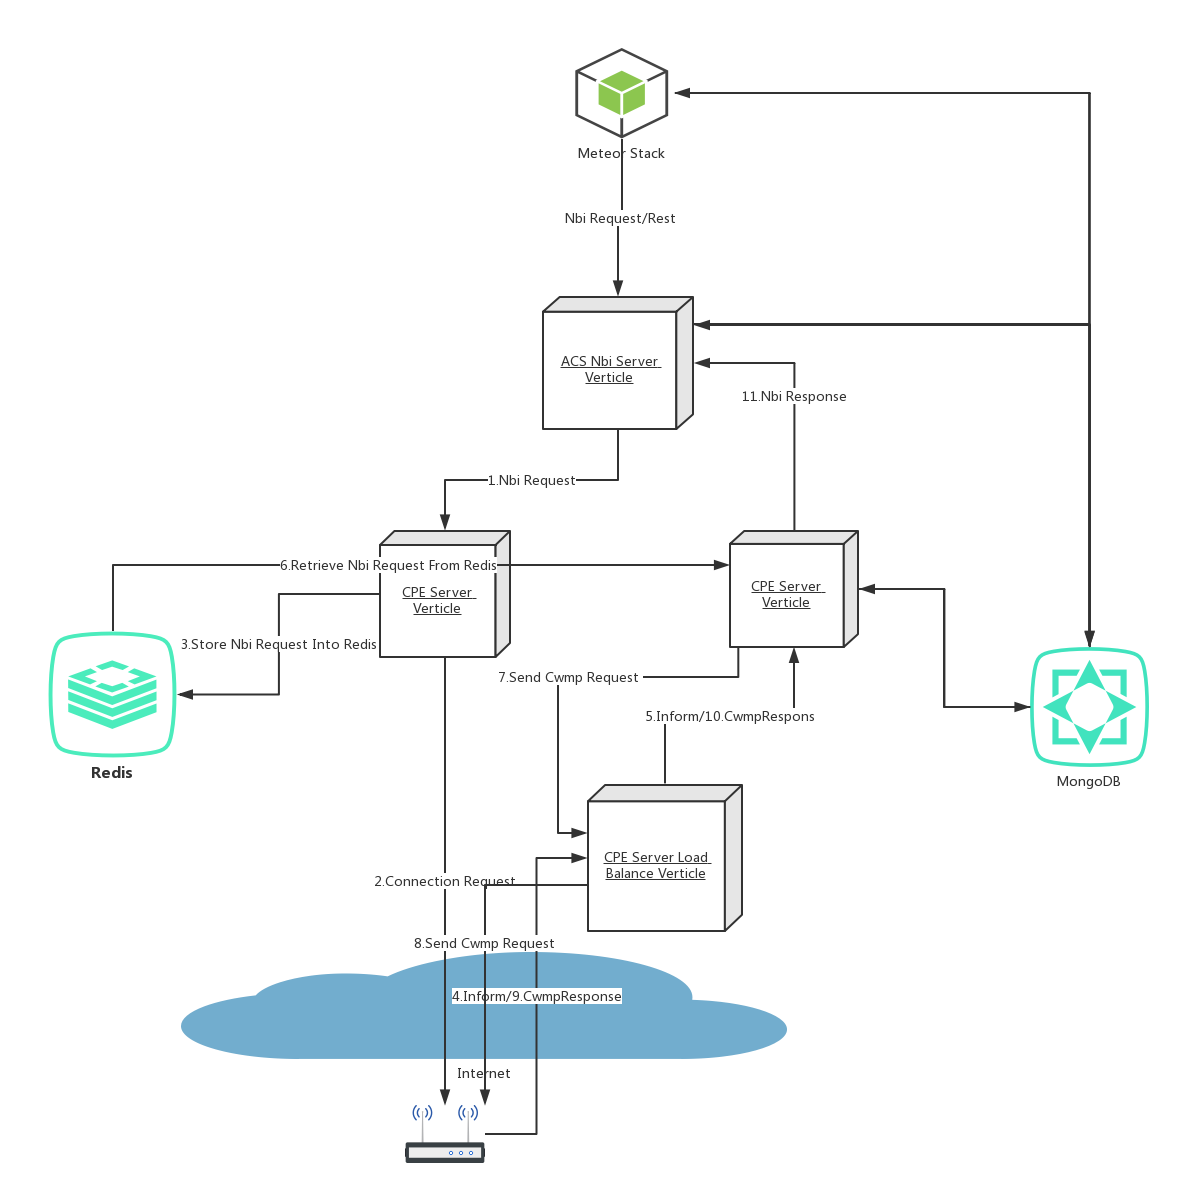 Meteor Stack
Nbi Request/Rest
ACS Nbi Server
Verticle
11.Nbi Response
1.Nbi Request
6.Retrieve Nbi Request From Redis
CPE Server
Verticle
CPE Server
Verticle
3.Store Nbi Request Into Redis
7.Send Cwmp Request
5.Inform/10.CwmpRespons
Redis
MongoDB
CPE Server Load
Balance Verticle
2.Connection Request
8.Send Cwmp Request
4.Inform/9.CwmpResponse
Internet